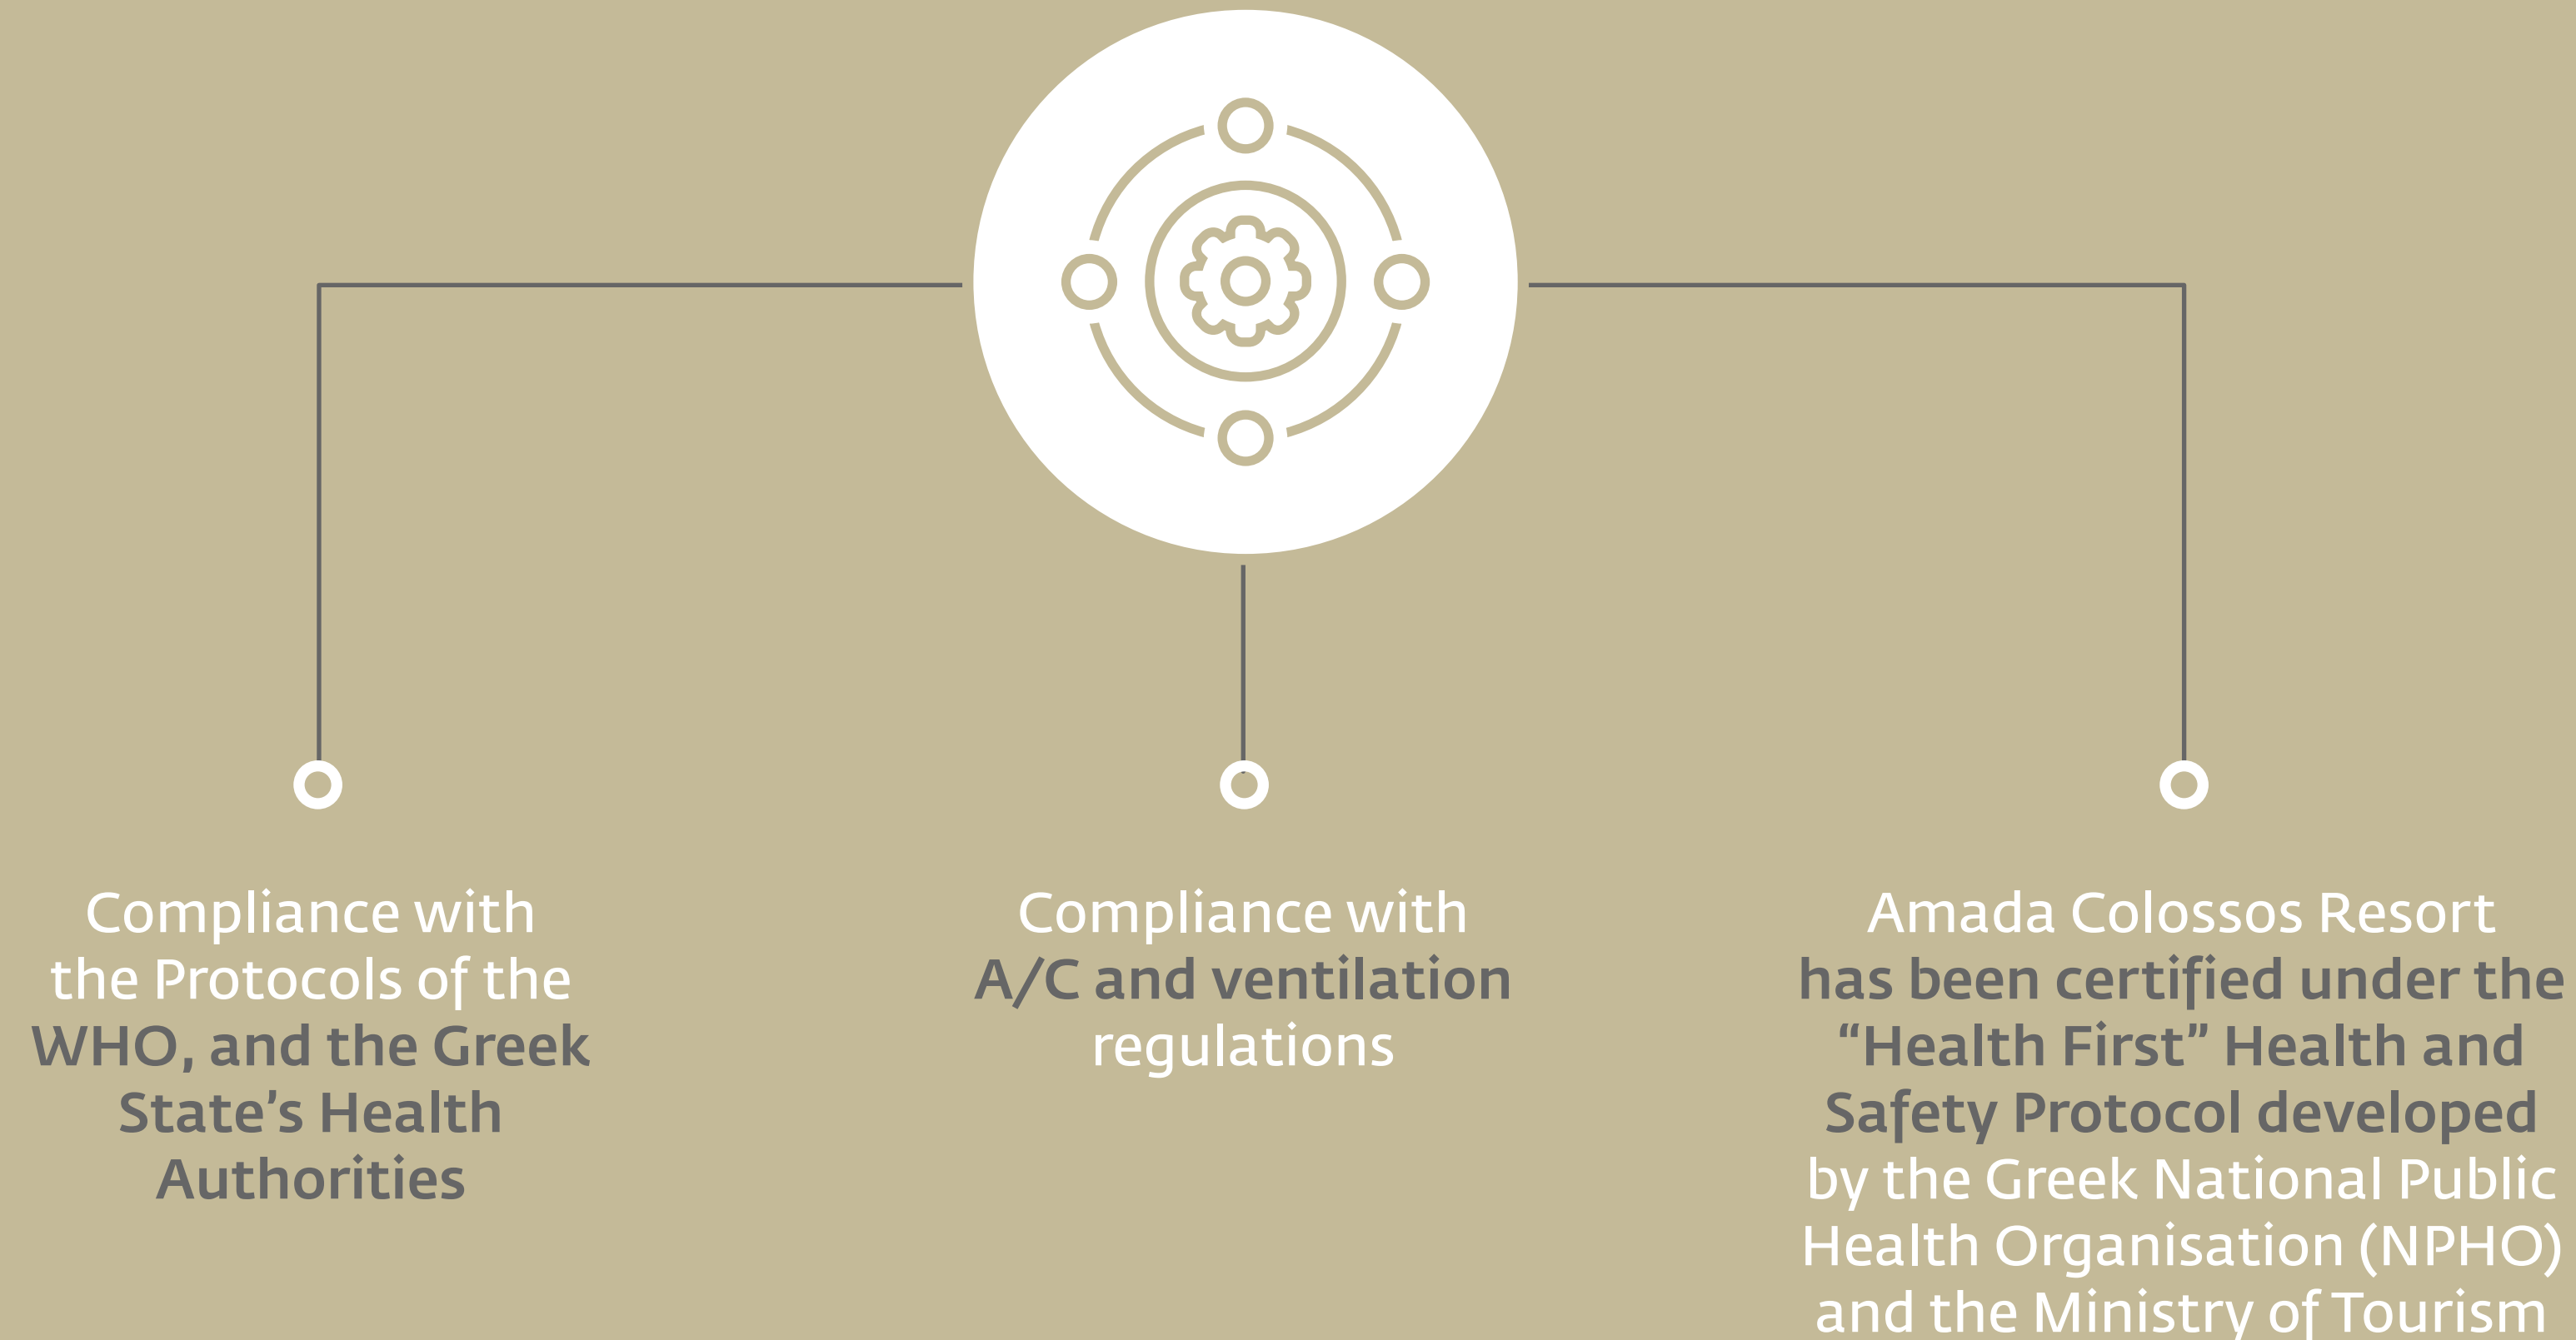 Compliance with
the Protocols of the
WHO, and the Greek
State’s Health
Authorities
Compliance with
A/C and ventilation
regulations
Amada Colossos Resort
has been certified under the
“Health First” Health and
Safety Protocol developed
by the Greek National Public
Health Organisation (NPHO)
and the Ministry of Tourism